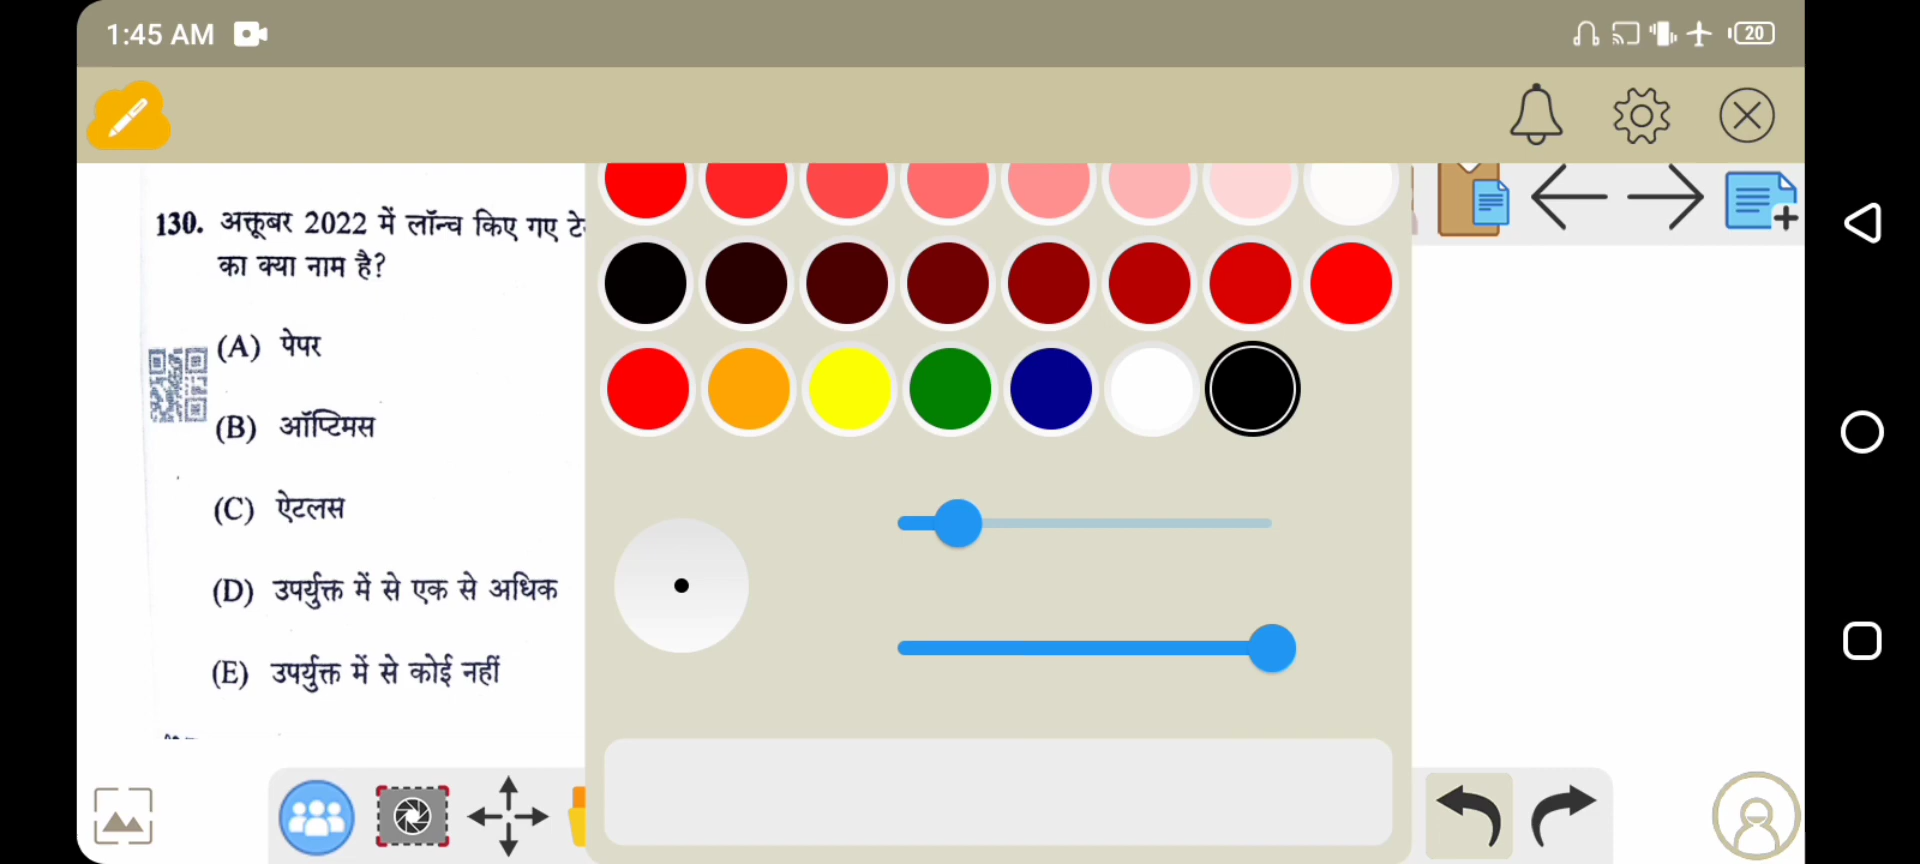 1:45 AM
20
130. अक्तूबर 2022 में लॉन्च किए गए
का क्या नाम है?
(A) पेपर
(B) ऑप्टिमस
(C) ऐटलस
(D) उपर्युक्त में से एक से अधिक
(E) उपर्युक्त में से कोई नहीं